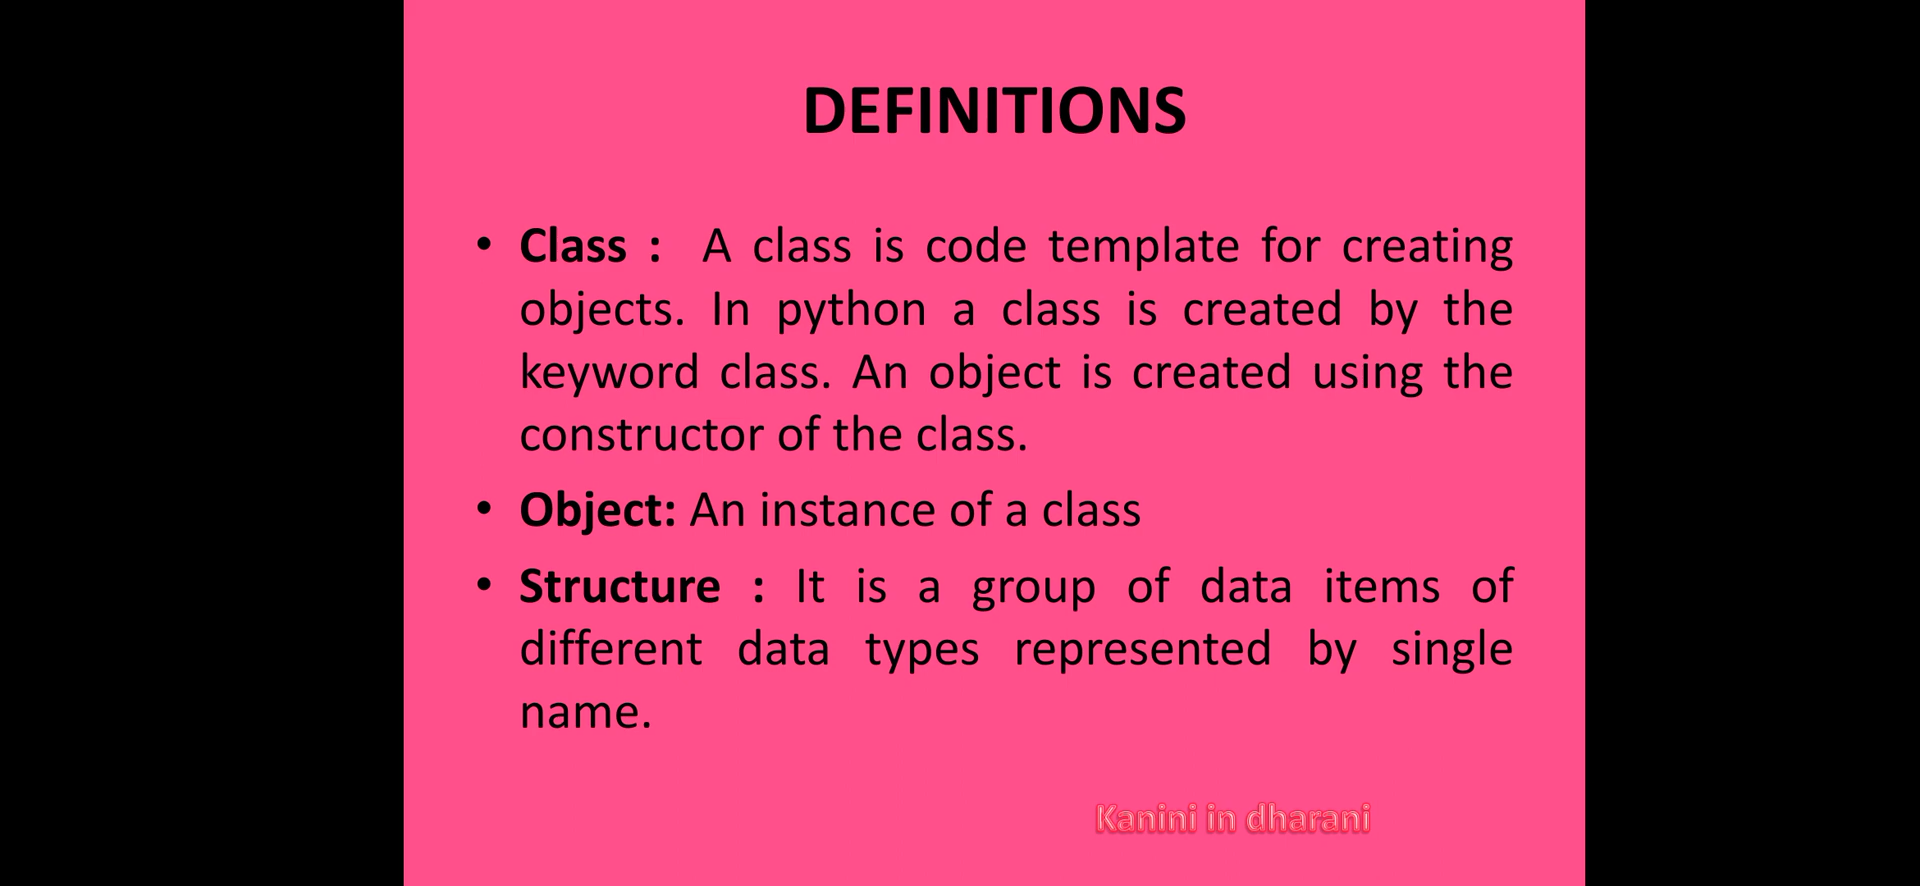 DEFINITIONS
• Class : A class is code template for creating
objects. In python a class is created by the
keyword class. An object is created using the
constructor of the class.
• Object: An instance of a class
• Structure : It is a group of data items of
different data types represented by single
name.
Kanini in dharani